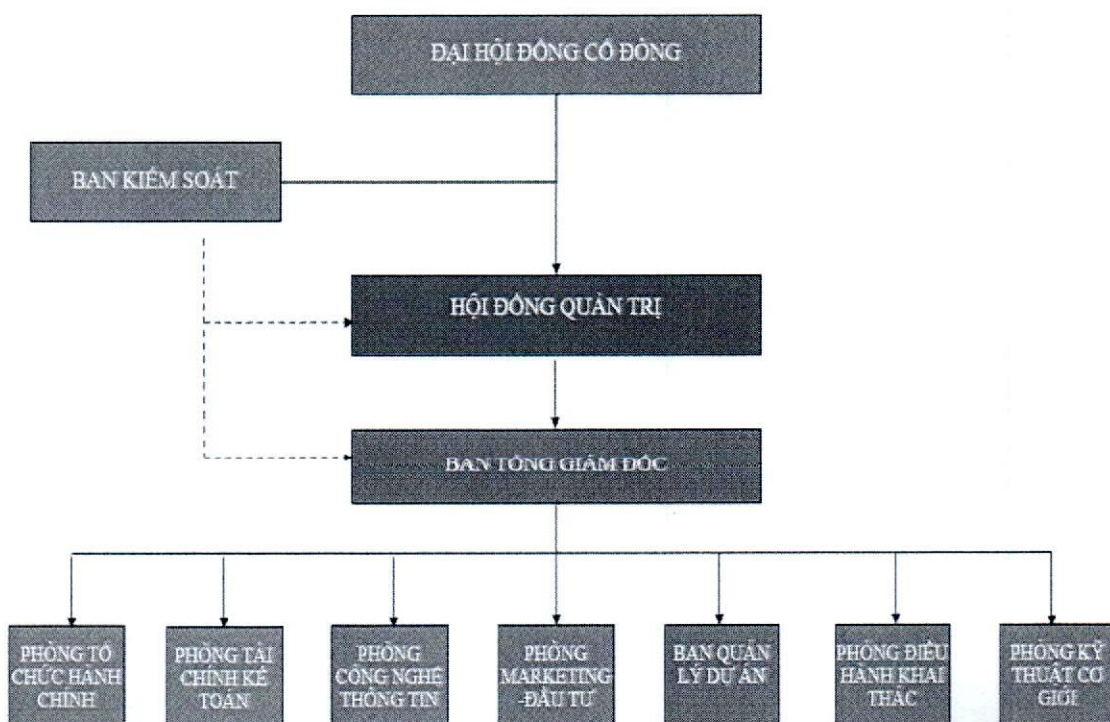 ĐẠI HỘI ĐỒNG CỔ ĐÔNG
BAN KIỂM SOÁT
HỘI ĐỒNG QUẢN TRỊ
BAN TỔNG GIÁM ĐỐC
PHÒNG TỔ
CHỨC HÀNH
CHÍNH
PHÒNG TÀI
CHÍNH KẾ
TOÁN
PHÒNG
CÔNG NGHỆ
THÔNG TIN
PHÒNG
MARKETING
-ĐẦU TƯ
BAN QUẢN
LÝ DỰ ÁN
PHÒNG ĐIỀU
HÀNH KHAI
THÁC
PHÒNG KỸ
THUẬT CƠ
GIỚI